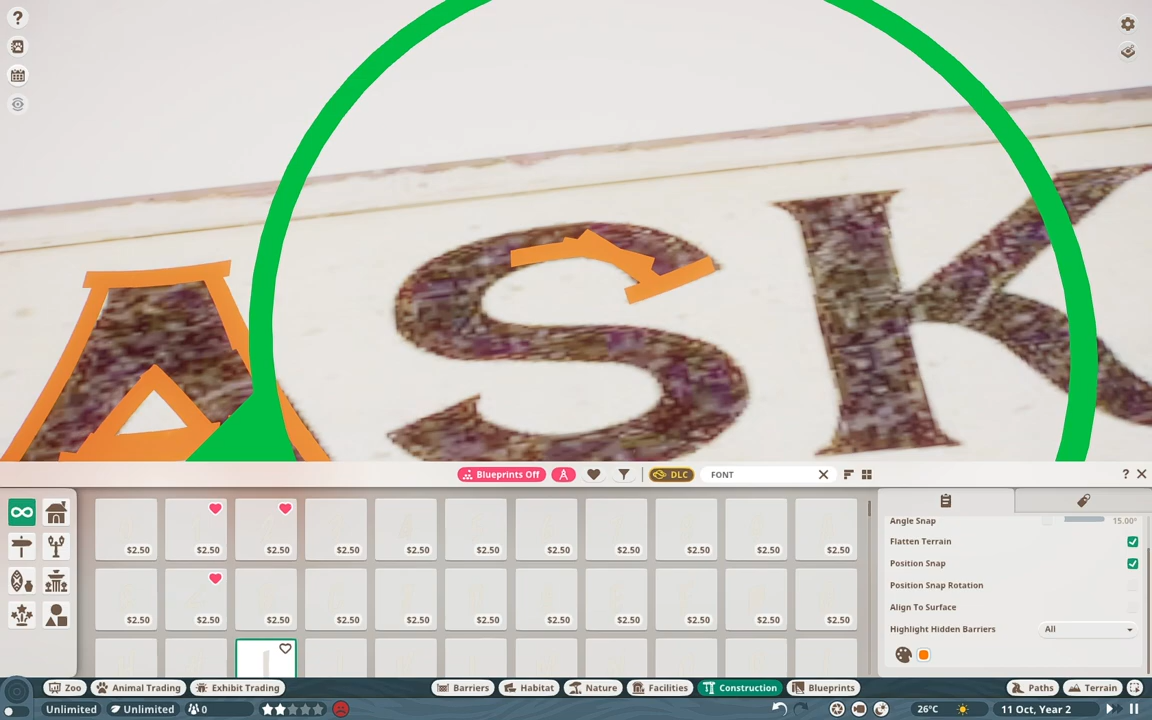 ?
ASK
Blueprints Off
DLC
FONT
?
$2.50 $2.50 $2.50 $2.50 $2.50 $2.50 $2.50 $2.50 $2.50 $2.50 $2.50
$2.50 $2.50 $2.50 $2.50 $2.50 $2.50 $2.50 $2.50 $2.50 $2.50 $2.50
Angle Snap 15.00°
Flatten Terrain
Position Snap
Position Snap Rotation
Align To Surface
Highlight Hidden Barriers All
Zoo Animal Trading Exhibit Trading Barriers Habitat Nature Facilities Construction Blueprints Paths Terrain
Unlimited Unlimited 0 26°C 11 Oct, Year 2